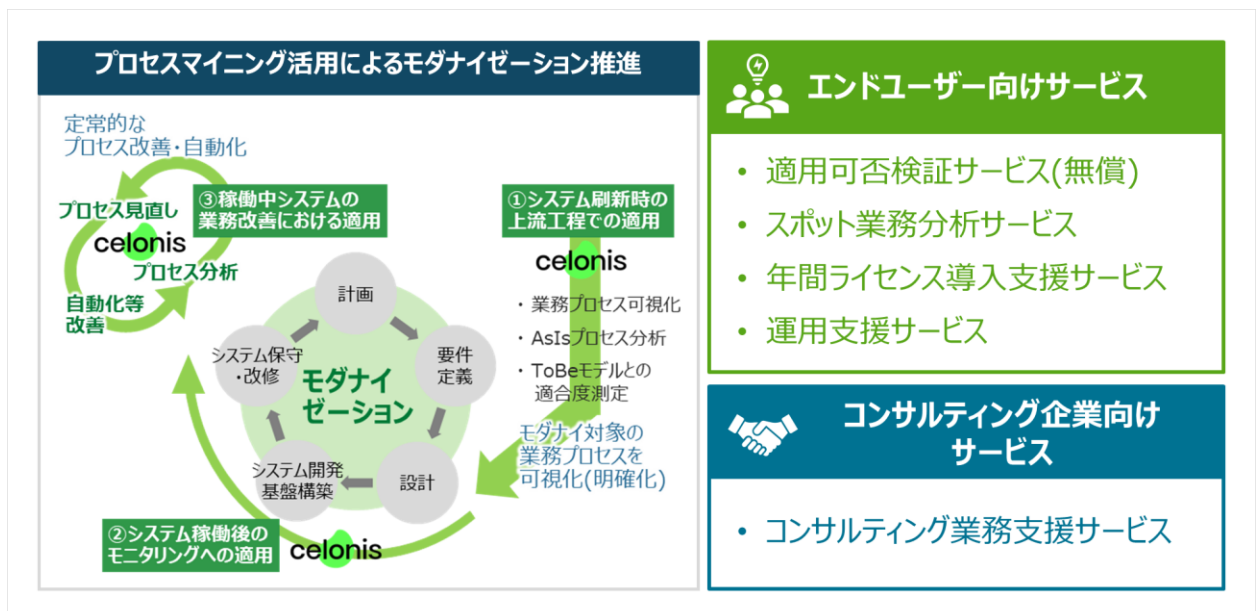 プロセスマイニング活用によるモダナイゼーション推進
定常的な
プロセス改善・自動化
プロセス見直し
celonis
プロセス分析
自動化等
改善
③稼働中システムの
業務改善における適用
①システム刷新時の
上流工程での適用
celonis
・業務プロセス可視化
・AsIsプロセス分析
・ToBeモデルとの
適合度測定
モダナイ対象の
業務プロセスを
可視化(明確化)
計画
要件
定義
設計
システム開発
基盤構築
システム保守
・改修
モダナイ
ゼーション
②システム稼働後の
モニタリングへの適用
celonis
エンドユーザー向けサービス
• 適用可否検証サービス(無償)
• スポット業務分析サービス
• 年間ライセンス導入支援サービス
• 運用支援サービス
コンサルティング企業向け
サービス
• コンサルティング業務支援サービス